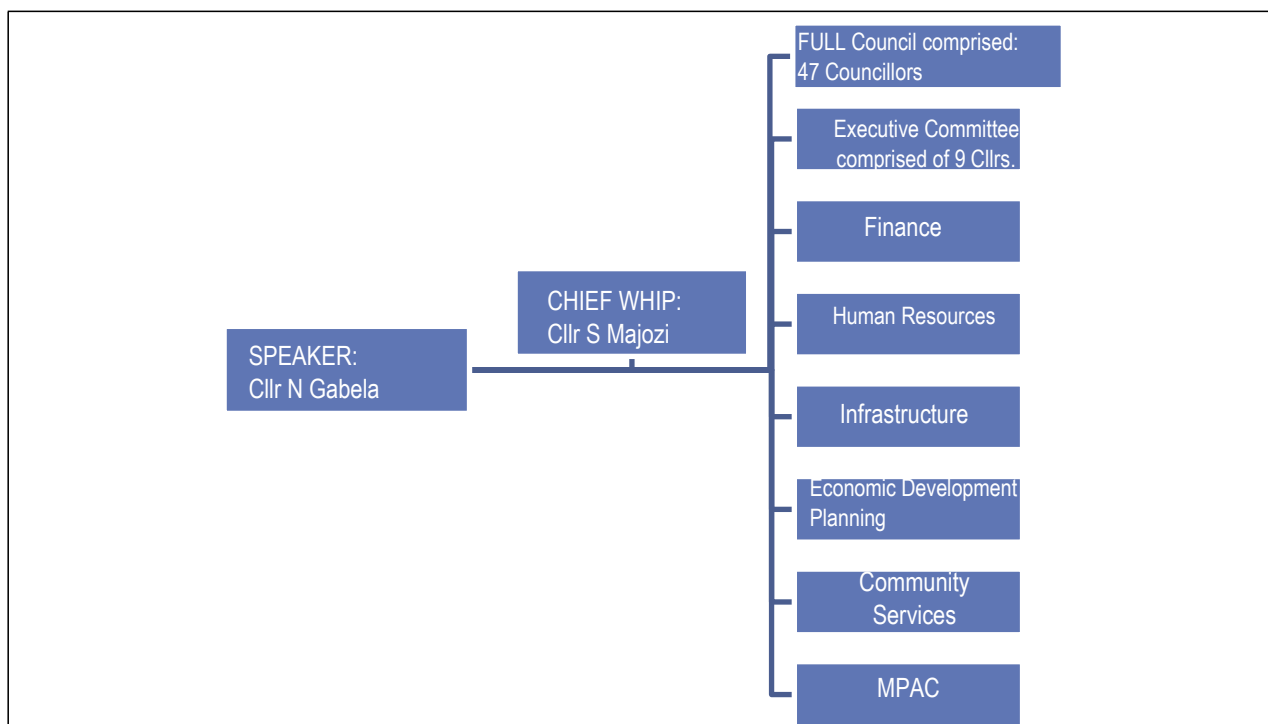 FULL Council comprised:
47 Councillors
Executive Committee
comprised of 9 Cllrs.
Finance
CHIEF WHIP:
Cllr S Majozi
Human Resources
SPEAKER:
Cllr N Gabela
Infrastructure
Economic Development
Planning
Community
Services
MPAC